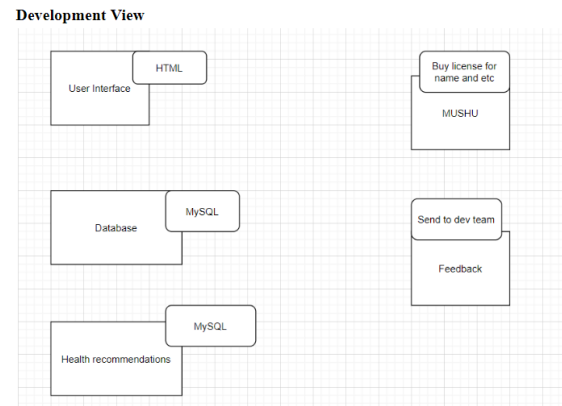 Development View
HTML
User Interface
Buy license for
name and etc
MUSHU
MySQL
Database
Send to dev team
Feedback
MySQL
Health recommendations